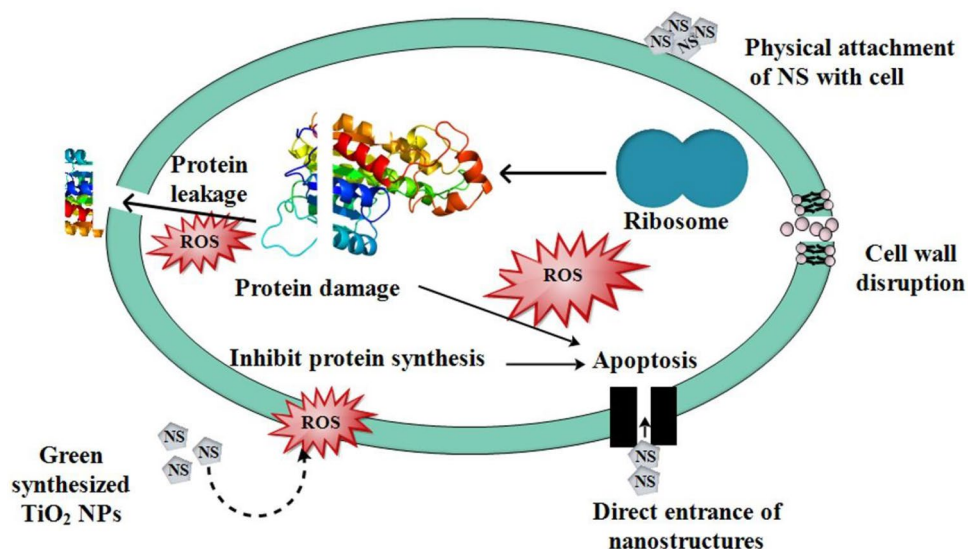 NS
NS
NS
NS
Physical attachment
of NS with cell
Protein
leakage
ROS
Ribosome
ROS
Cell wall
disruption
Protein damage
Inhibit protein synthesis
Apoptosis
ROS
NS
NS
NS
Green
synthesized
TiO₂ NPs
NS
NS
Direct entrance of
nanostructures